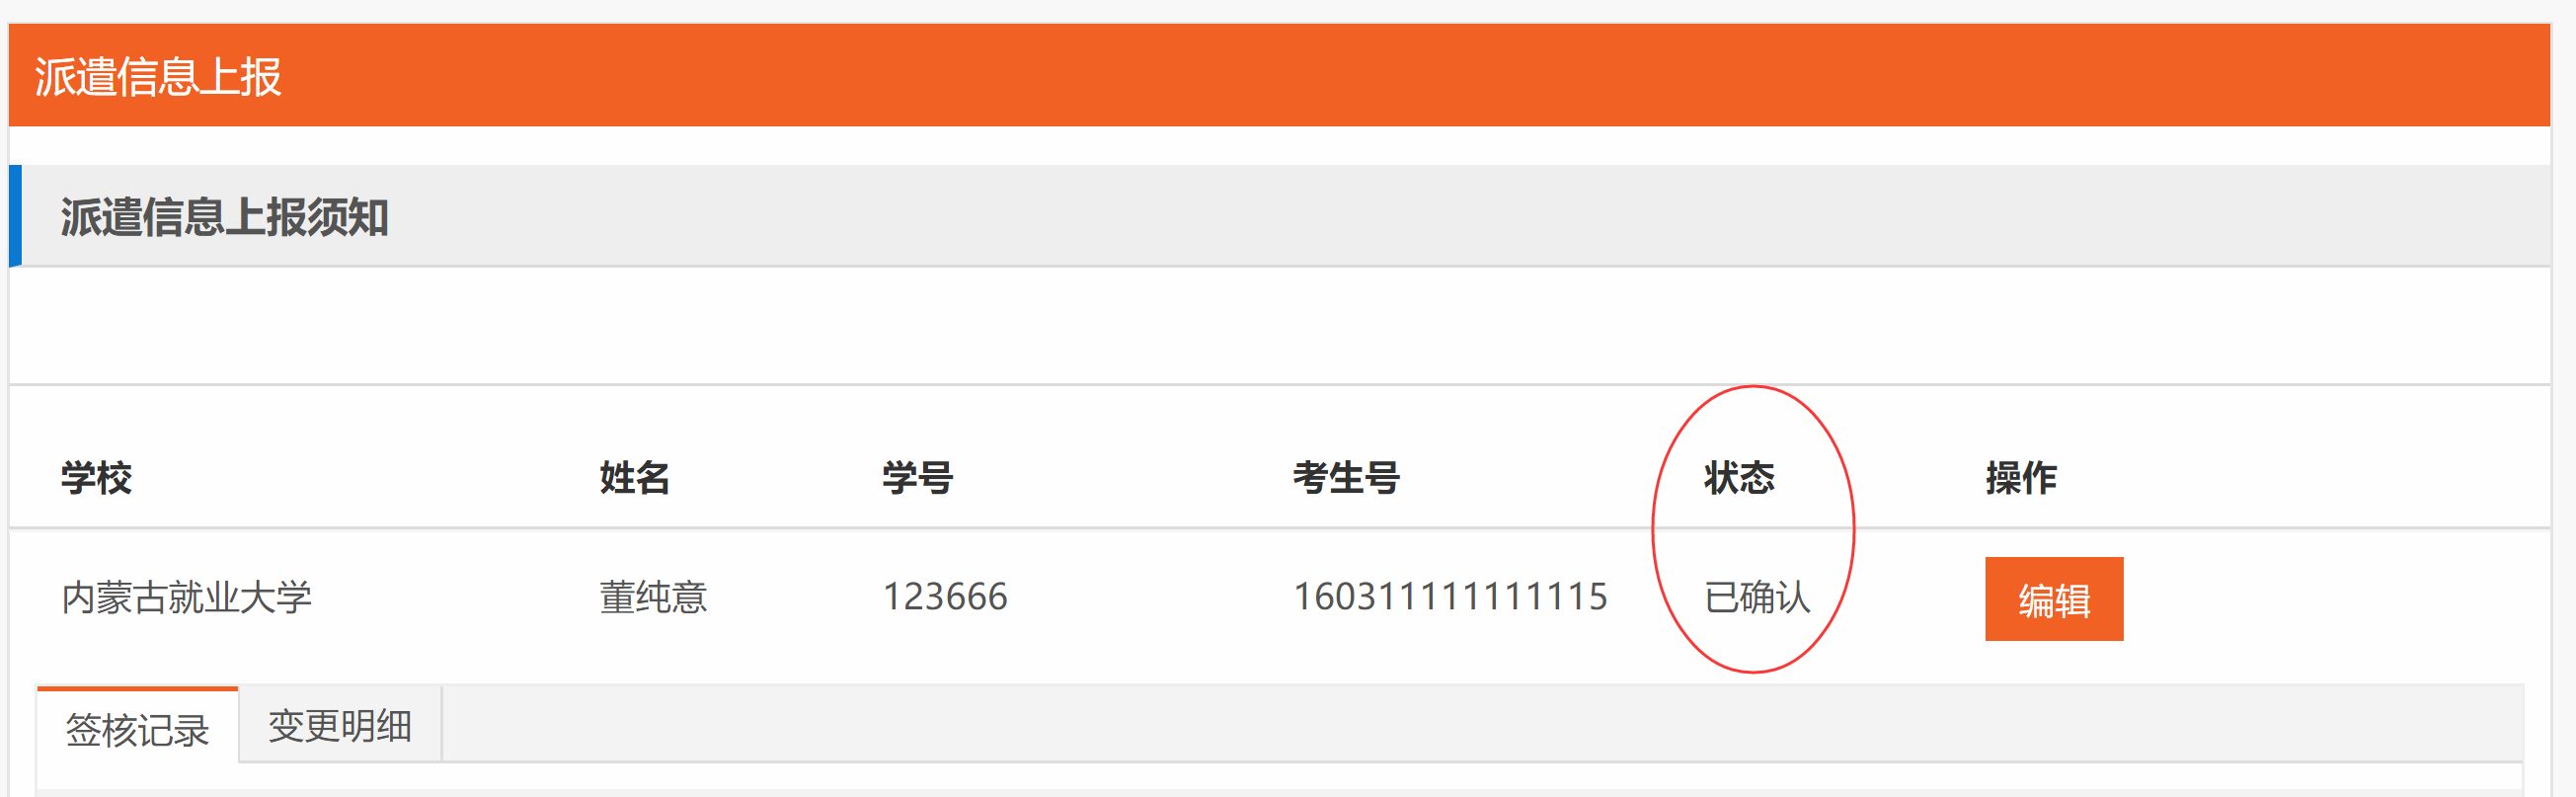 派遣信息上报
派遣信息上报须知
学校 姓名 学号 考生号 状态 操作
内蒙古就业大学 董纯意 123666 160311111111115 已确认 编辑
签核记录 变更明细